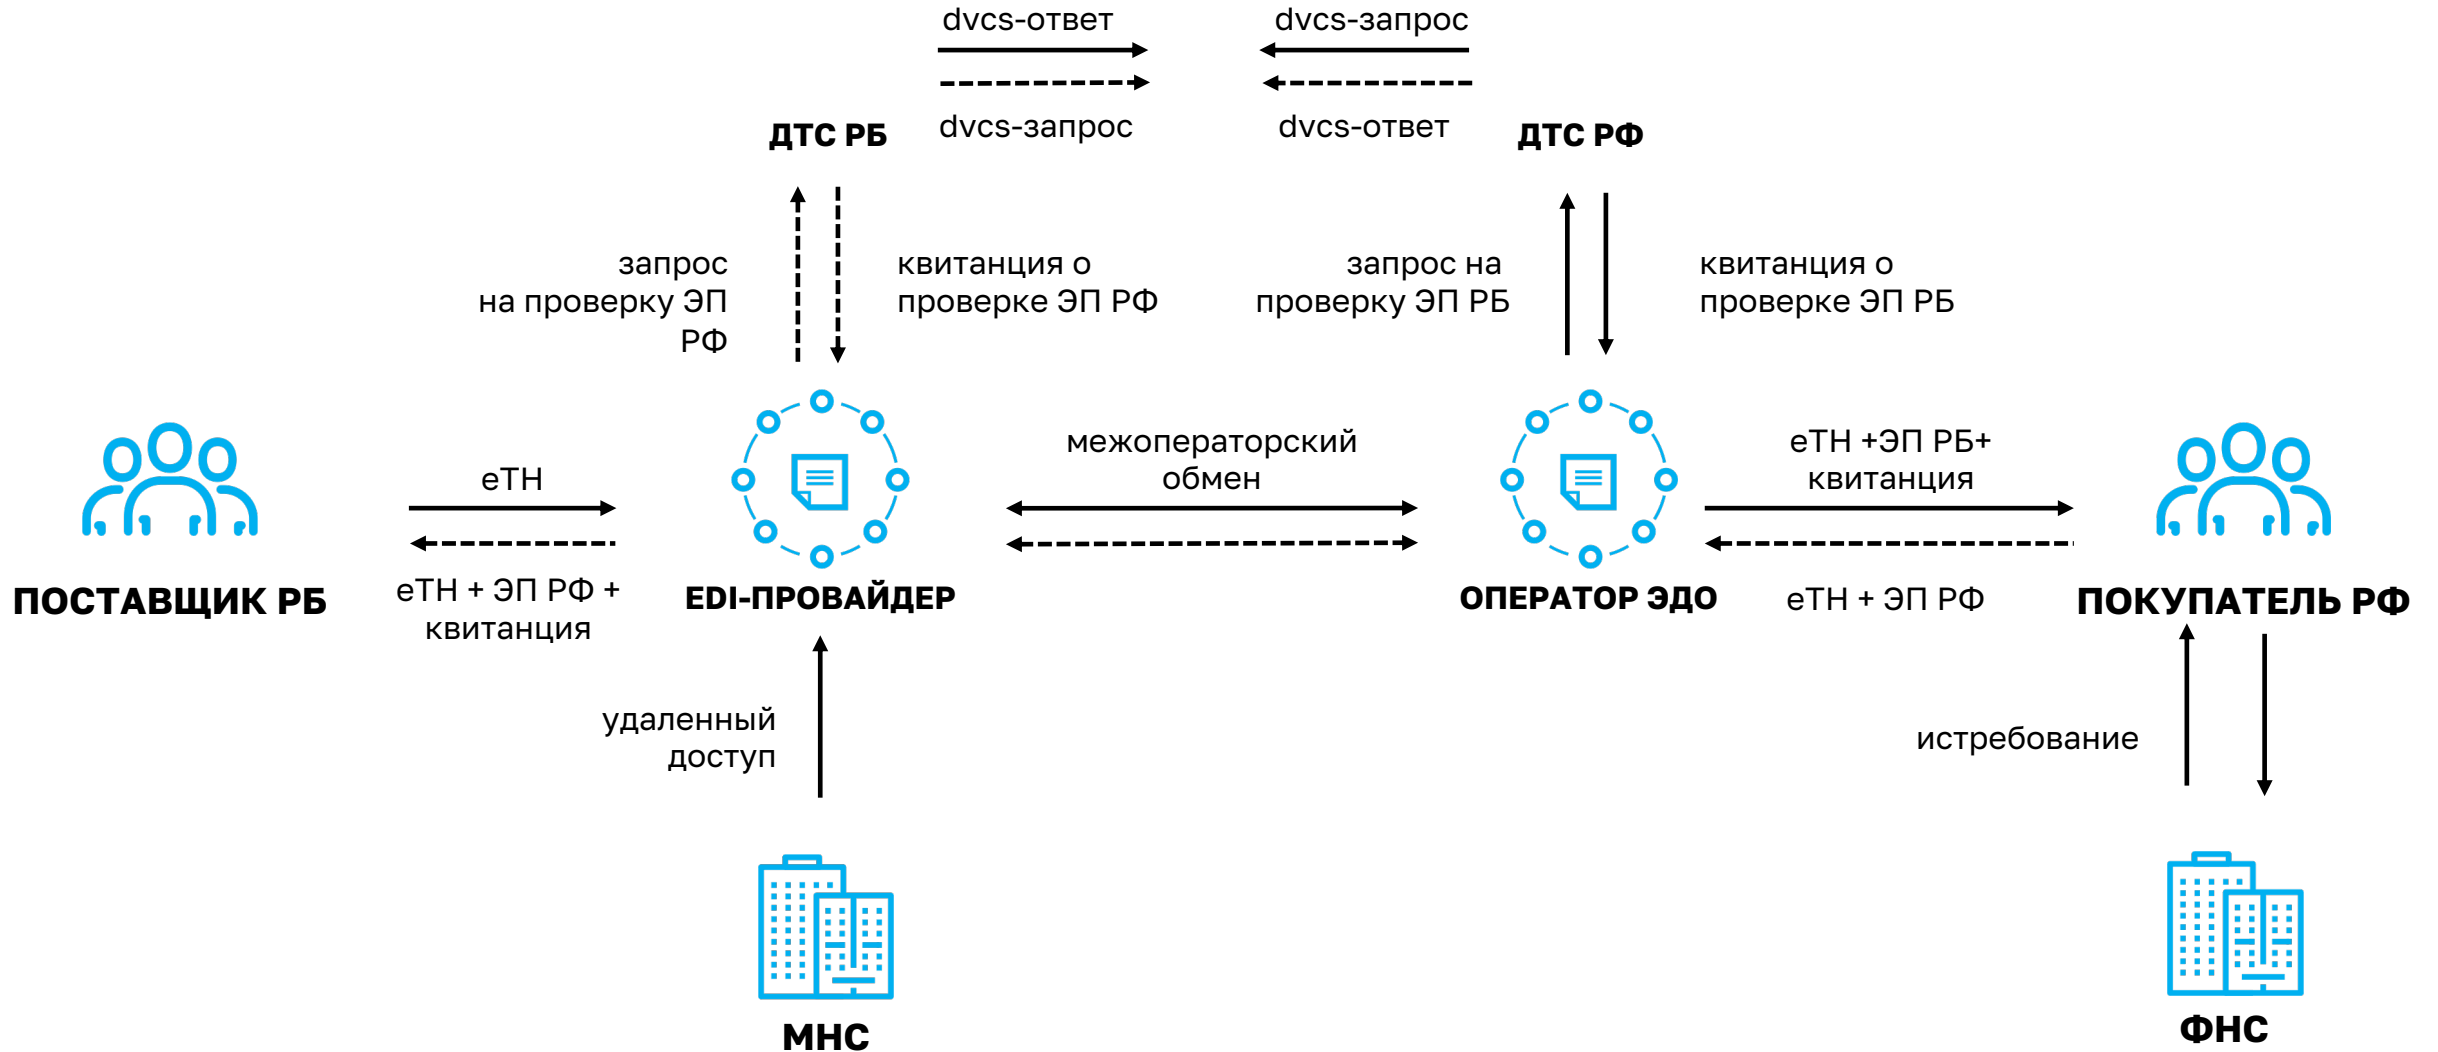 dvcs-ответ
dvcs-запрос
dvcs-запрос
dvcs-ответ
ДТС РБ
ДТС РФ
запрос
на проверку ЭП
РФ
квитанция о
проверке ЭП РФ
запрос на
проверку ЭП РБ
квитанция о
проверке ЭП РБ
еТН
еТН + ЭП РФ +
квитанция
межоператорский
обмен
еТН +ЭП РБ+
квитанция
еТН + ЭП РФ
ПОСТАВЩИК РБ
EDI-ПРОВАЙДЕР
ОПЕРАТОР ЭДО
ПОКУПАТЕЛЬ РФ
удаленный
доступ
истребование
МНС
ФНС